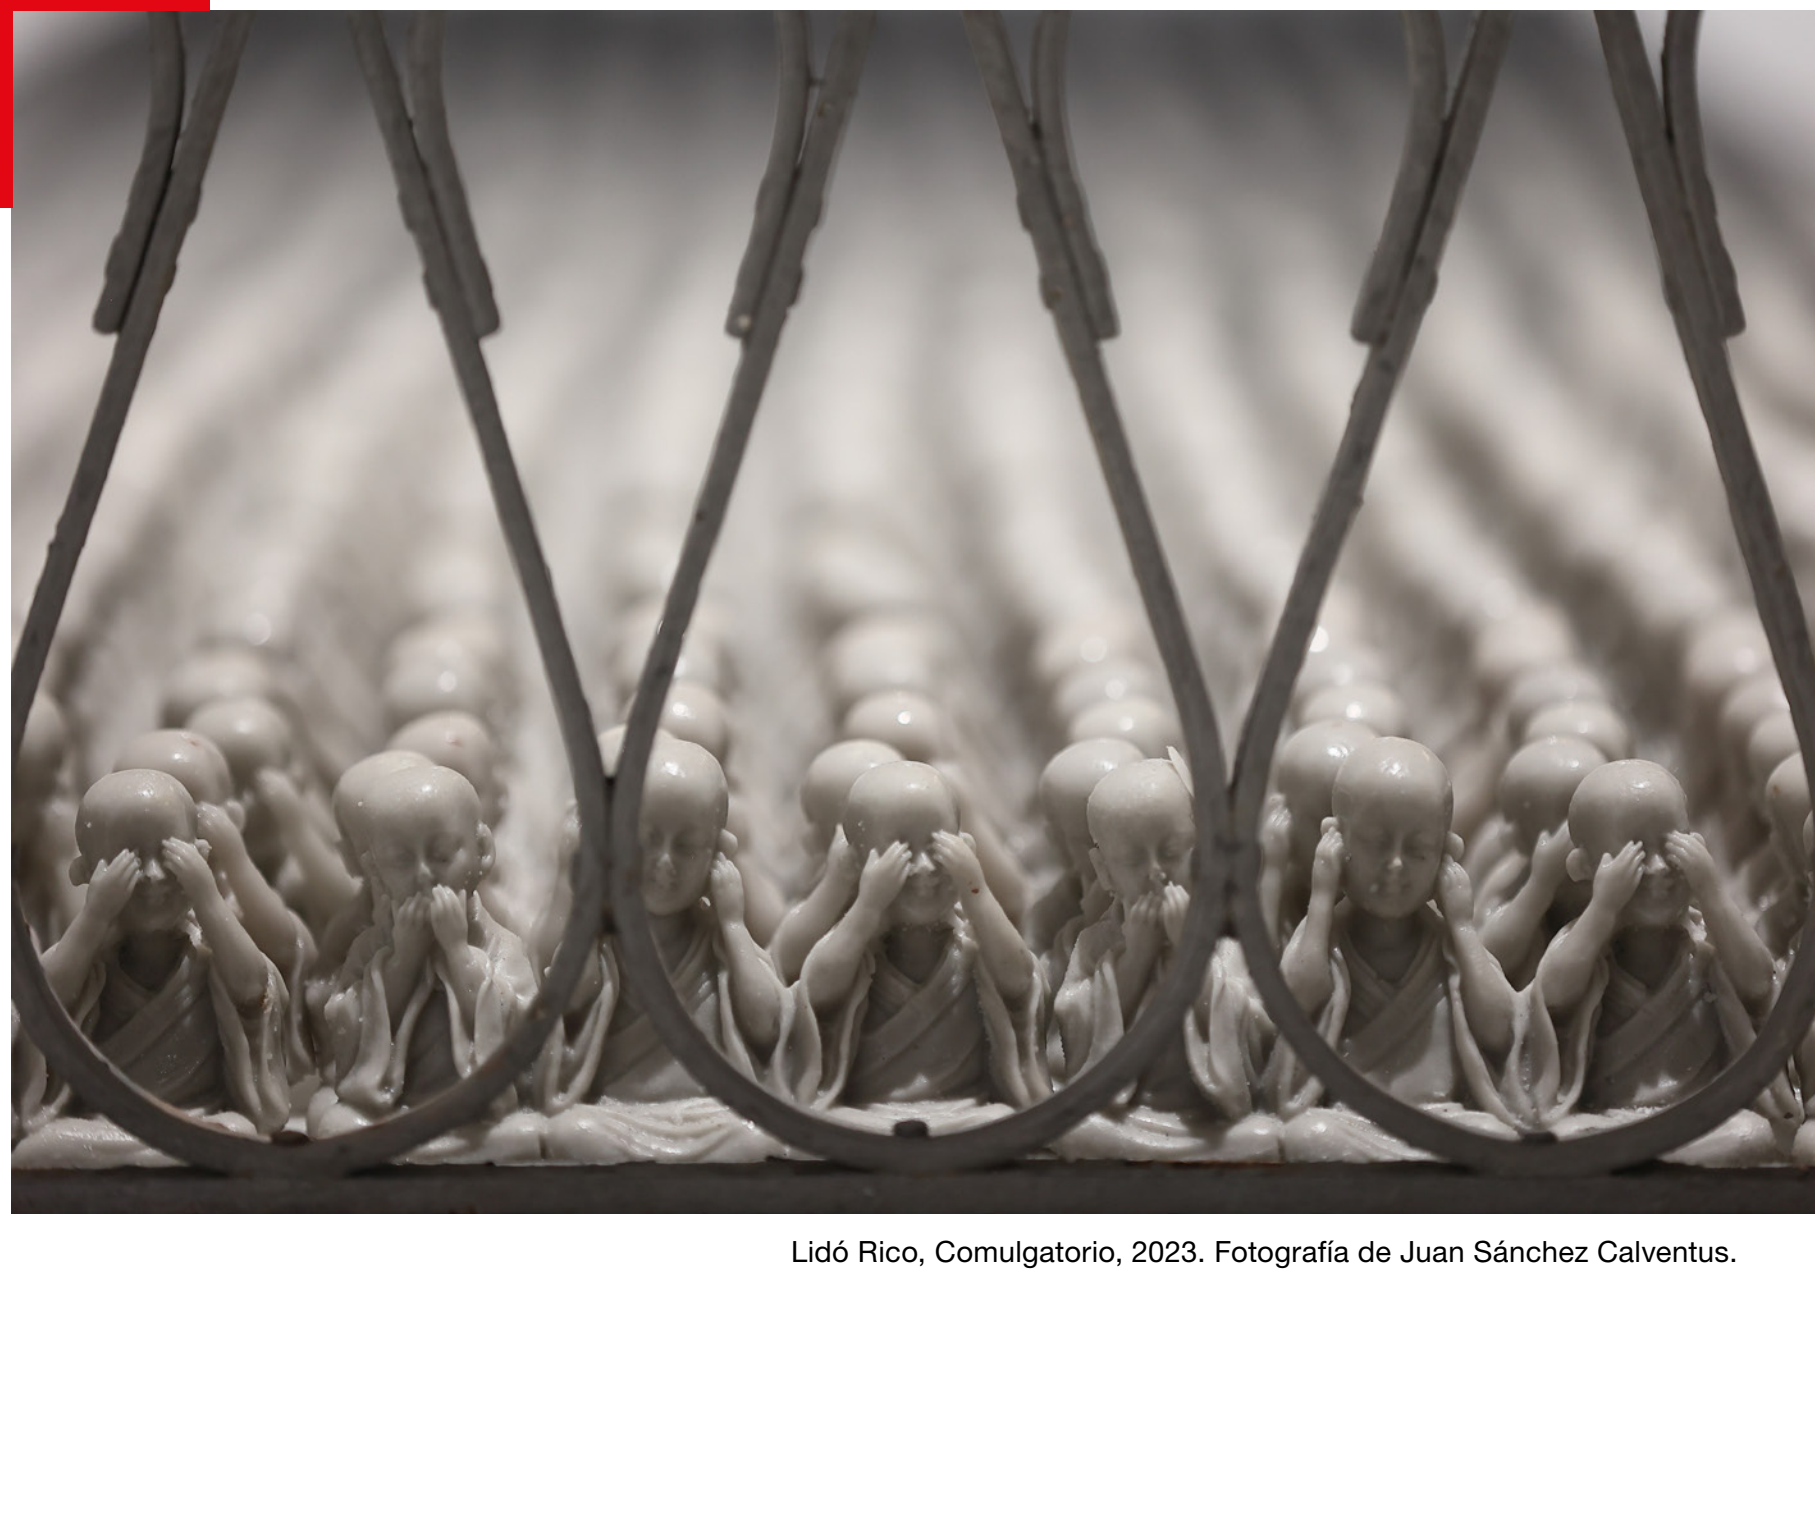 Lidó Rico, Comulgatorio, 2023. Fotografía de Juan Sánchez Calventus.